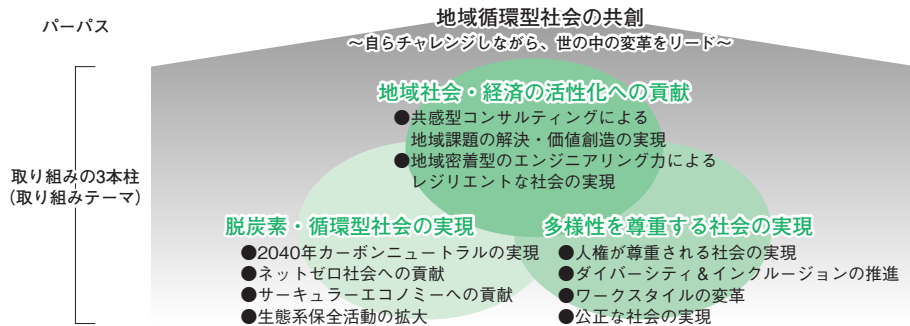 パーパス
地域循環型社会の共創
〜自らチャレンジしながら、世の中の変革をリード〜
取り組みの3本柱
(取り組みテーマ)
地域社会・経済の活性化への貢献
●共感型コンサルティングによる
地域課題の解決・価値創造の実現
●地域密着型のエンジニアリング力による
レジリエントな社会の実現
脱炭素・循環型社会の実現
●2040年カーボンニュートラルの実現
●ネットゼロ社会への貢献
●サーキュラーエコノミーへの貢献
●生態系保全活動の拡大
多様性を尊重する社会の実現
●人権が尊重される社会の実現
●ダイバーシティ&インクルージョンの推進
●ワークスタイルの変革
●公正な社会の実現